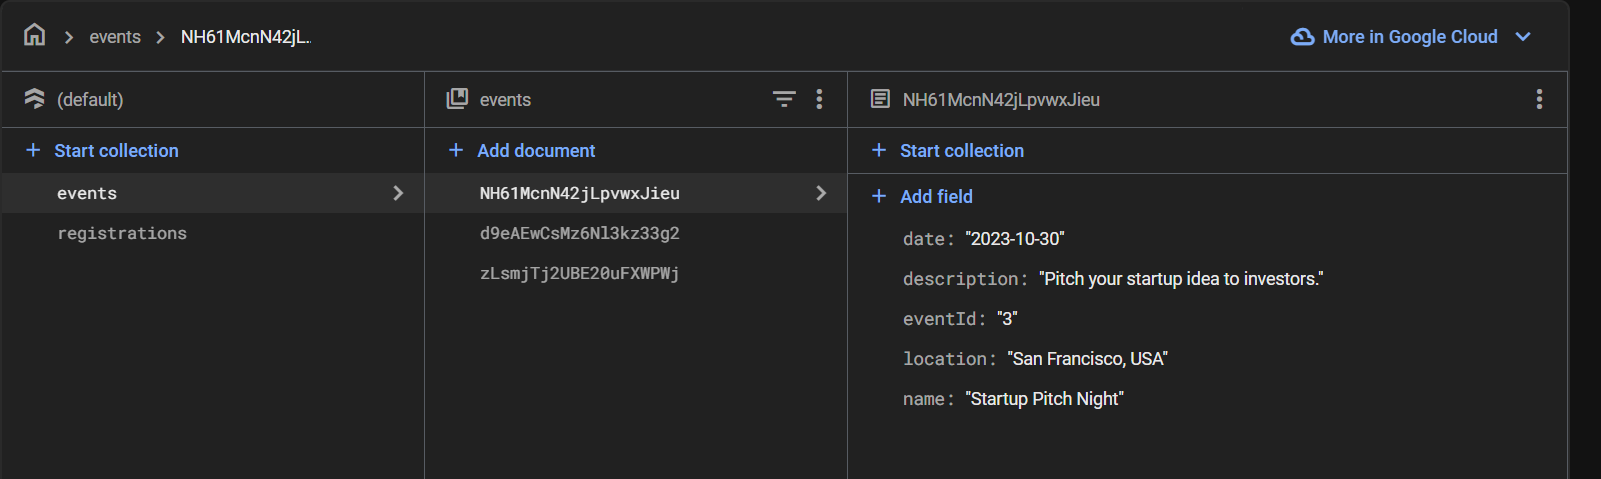 events NH61McnN42jL.. More in Google Cloud
(default) events NH61McnN42jLpvwxJieu
+ Start collection + Add document + Start collection
events NH61McnN42jLpvwxJieu + Add field
registrations d9eAEwCsMz6Nl3kz33g2 date: "2023-10-30"
zLsmjTj2UBE20uFXWPWj description: "Pitch your startup idea to investors."
eventId: "3"
location: "San Francisco, USA"
name: "Startup Pitch Night"